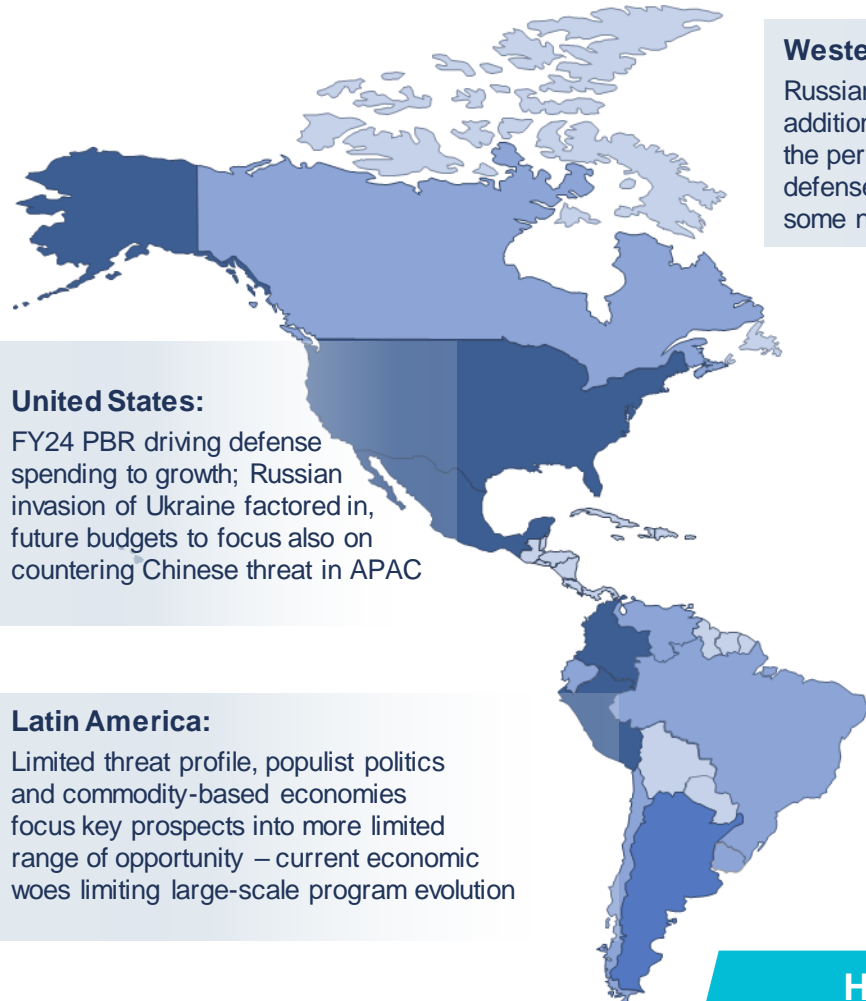 Weste
Russian
addition
the per
defense
some n
United States:
FY24 PBR driving defense
spending to growth; Russian
invasion of Ukraine factored in,
future budgets to focus also on
countering Chinese threat in APAC
Latin America:
Limited threat profile, populist politics
and commodity-based economies
focus key prospects into more limited
range of opportunity – current economic
woes limiting large-scale program evolution
H